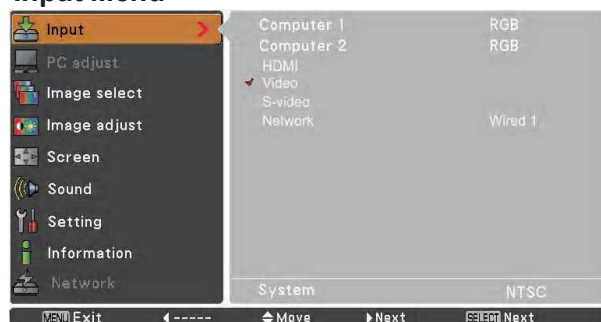 Input Menu
Input
PC adjust
Image select
Image adjust
Screen
Sound
Setting
Information
Network
Computer 1 RGB
Computer 2 RGB
HDMI
Video
S-video
Network Wired 1
System NTSC
MENU Exit ----- Move Next SELECT Next